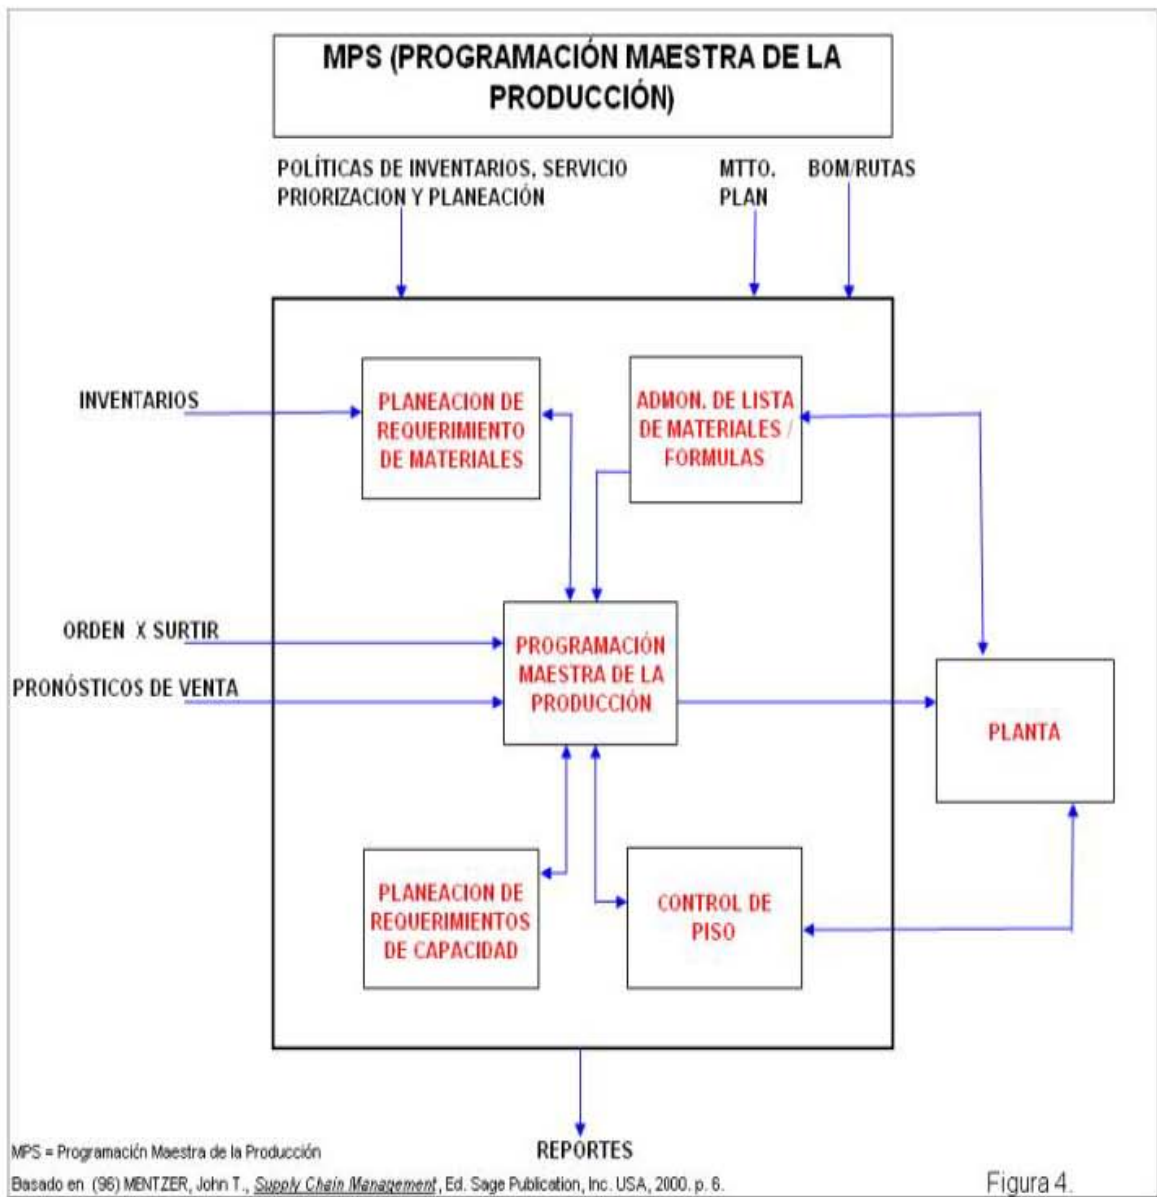 MPS (PROGRAMACIÓN MAESTRA DE LA
PRODUCCIÓN)
POLÍTICAS DE INVENTARIOS, SERVICIO
PRIORIZACION Y PLANEACIÓN
MTTO.
PLAN
BOM/RUTAS
INVENTARIOS
PLANEACION DE
REQUERIMIENTO
DE MATERIALES
ADMON. DE LISTA
DE MATERIALES /
FORMULAS
ORDEN X SURTIR
PRONÓSTICOS DE VENTA
PROGRAMACIÓN
MAESTRA DE LA
PRODUCCIÓN
PLANTA
PLANEACION DE
REQUERIMIENTOS
DE CAPACIDAD
CONTROL DE
PISO
REPORTES
MPS = Programación Maestra de la Producción
Basado en (96) MENTZER, John T., Supply Chain Management, Ed. Sage Publication, Inc. USA, 2000. p. 6.
Figura 4.